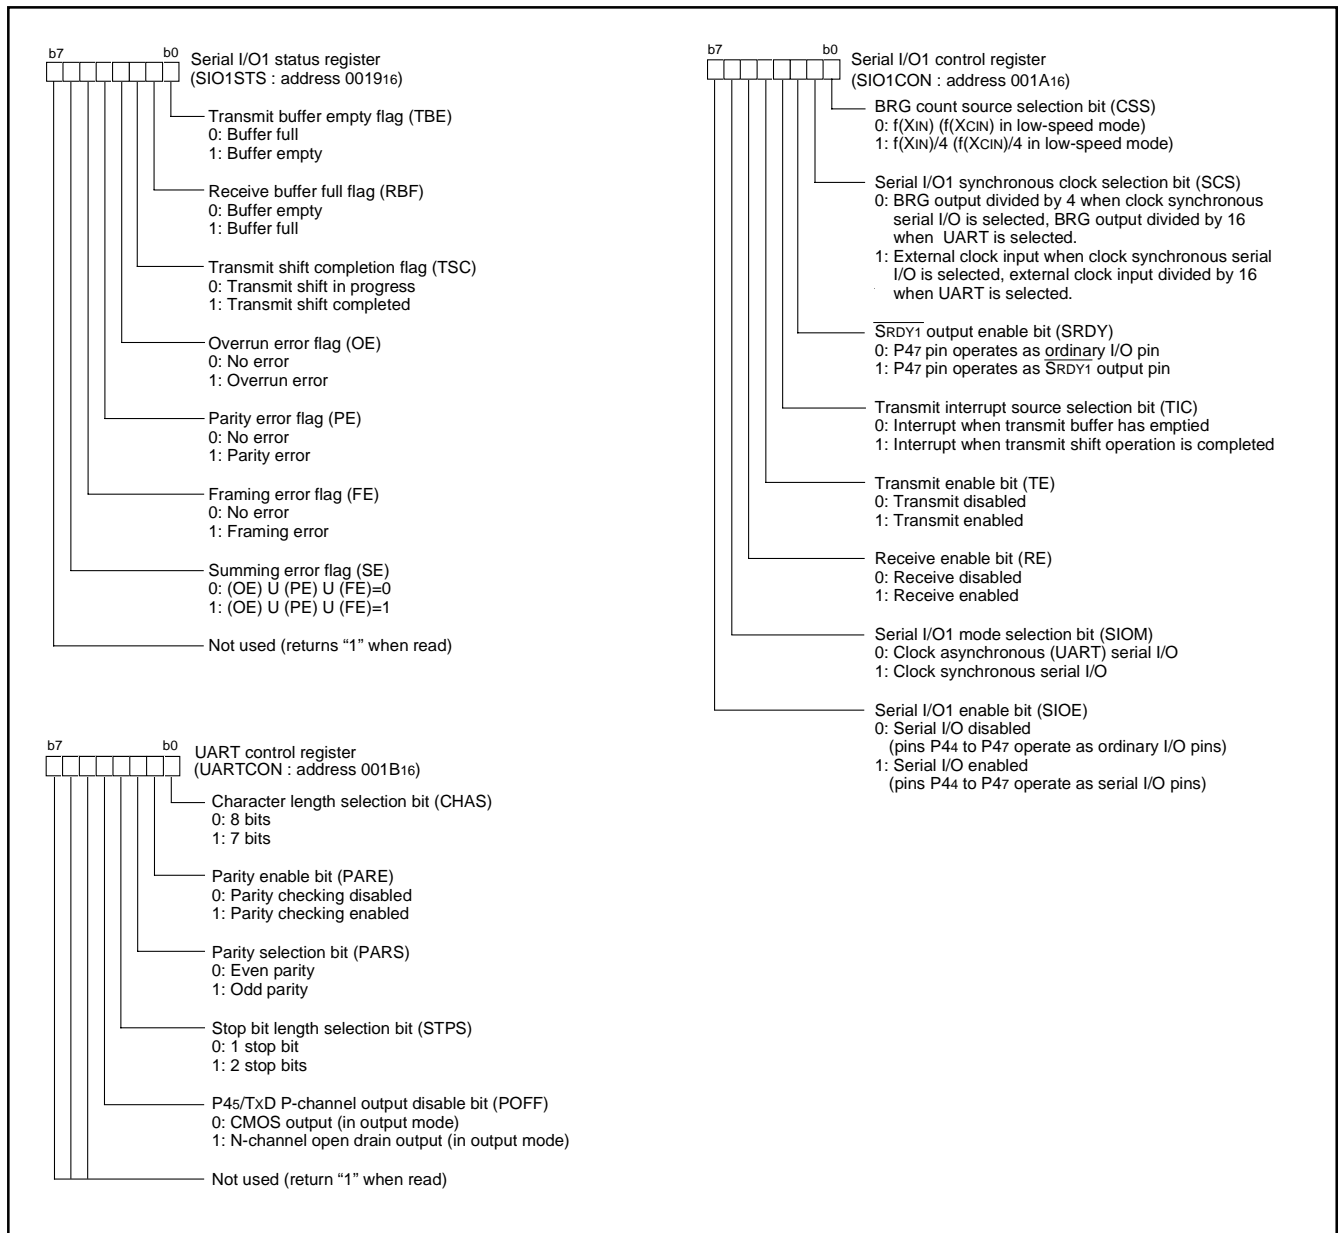 b7 b0 Serial I/O1 status register
(SIO1STS : address 001916)
Transmit buffer empty flag (TBE)
0: Buffer full
1: Buffer empty
Receive buffer full flag (RBF)
0: Buffer empty
1: Buffer full
Transmit shift completion flag (TSC)
0: Transmit shift in progress
1: Transmit shift completed
Overrun error flag (OE)
0: No error
1: Overrun error
Parity error flag (PE)
0: No error
1: Parity error
Framing error flag (FE)
0: No error
1: Framing error
Summing error flag (SE)
0: (OE) U (PE) U (FE)=0
1: (OE) U (PE) U (FE)=1
Not used (returns “1” when read)
b7 b0 UART control register
(UARTCON : address 001B16)
Character length selection bit (CHAS)
0: 8 bits
1: 7 bits
Parity enable bit (PARE)
0: Parity checking disabled
1: Parity checking enabled
Parity selection bit (PARS)
0: Even parity
1: Odd parity
Stop bit length selection bit (STPS)
0: 1 stop bit
1: 2 stop bits
P45/TXD P-channel output disable bit (POFF)
0: CMOS output (in output mode)
1: N-channel open drain output (in output mode)
Not used (return “1” when read)
b7 b0 Serial I/O1 control register
(SIO1CON : address 001A16)
BRG count source selection bit (CSS)
0: f(XIN) (f(XCIN) in low-speed mode)
1: f(XIN)/4 (f(XCIN)/4 in low-speed mode)
Serial I/O1 synchronous clock selection bit (SCS)
0: BRG output divided by 4 when clock synchronous
serial I/O is selected, BRG output divided by 16
when UART is selected.
1: External clock input when clock synchronous serial
I/O is selected, external clock input divided by 16
when UART is selected.
SRDY1 output enable bit (SRDY)
0: P47 pin operates as ordinary I/O pin
1: P47 pin operates as SRDY1 output pin
Transmit interrupt source selection bit (TIC)
0: Interrupt when transmit buffer has emptied
1: Interrupt when transmit shift operation is completed
Transmit enable bit (TE)
0: Transmit disabled
1: Transmit enabled
Receive enable bit (RE)
0: Receive disabled
1: Receive enabled
Serial I/O1 mode selection bit (SIOM)
0: Clock asynchronous (UART) serial I/O
1: Clock synchronous serial I/O
Serial I/O1 enable bit (SIOE)
0: Serial I/O disabled
(pins P44 to P47 operate as ordinary I/O pins)
1: Serial I/O enabled
(pins P44 to P47 operate as serial I/O pins)